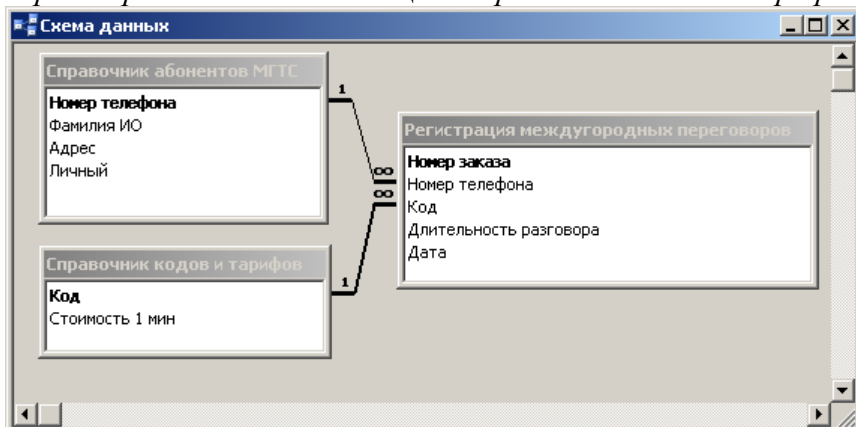 Схема данных
Справочник абонентов МГТС
Номер телефона
Фамилия ИО
Адрес
Личный
1
∞
Регистрация междугородных переговоров
Номер заказа
Номер телефона
Код
Длительность разговора
Дата
∞
Справочник кодов и тарифов
Код
Стоимость 1 мин
1